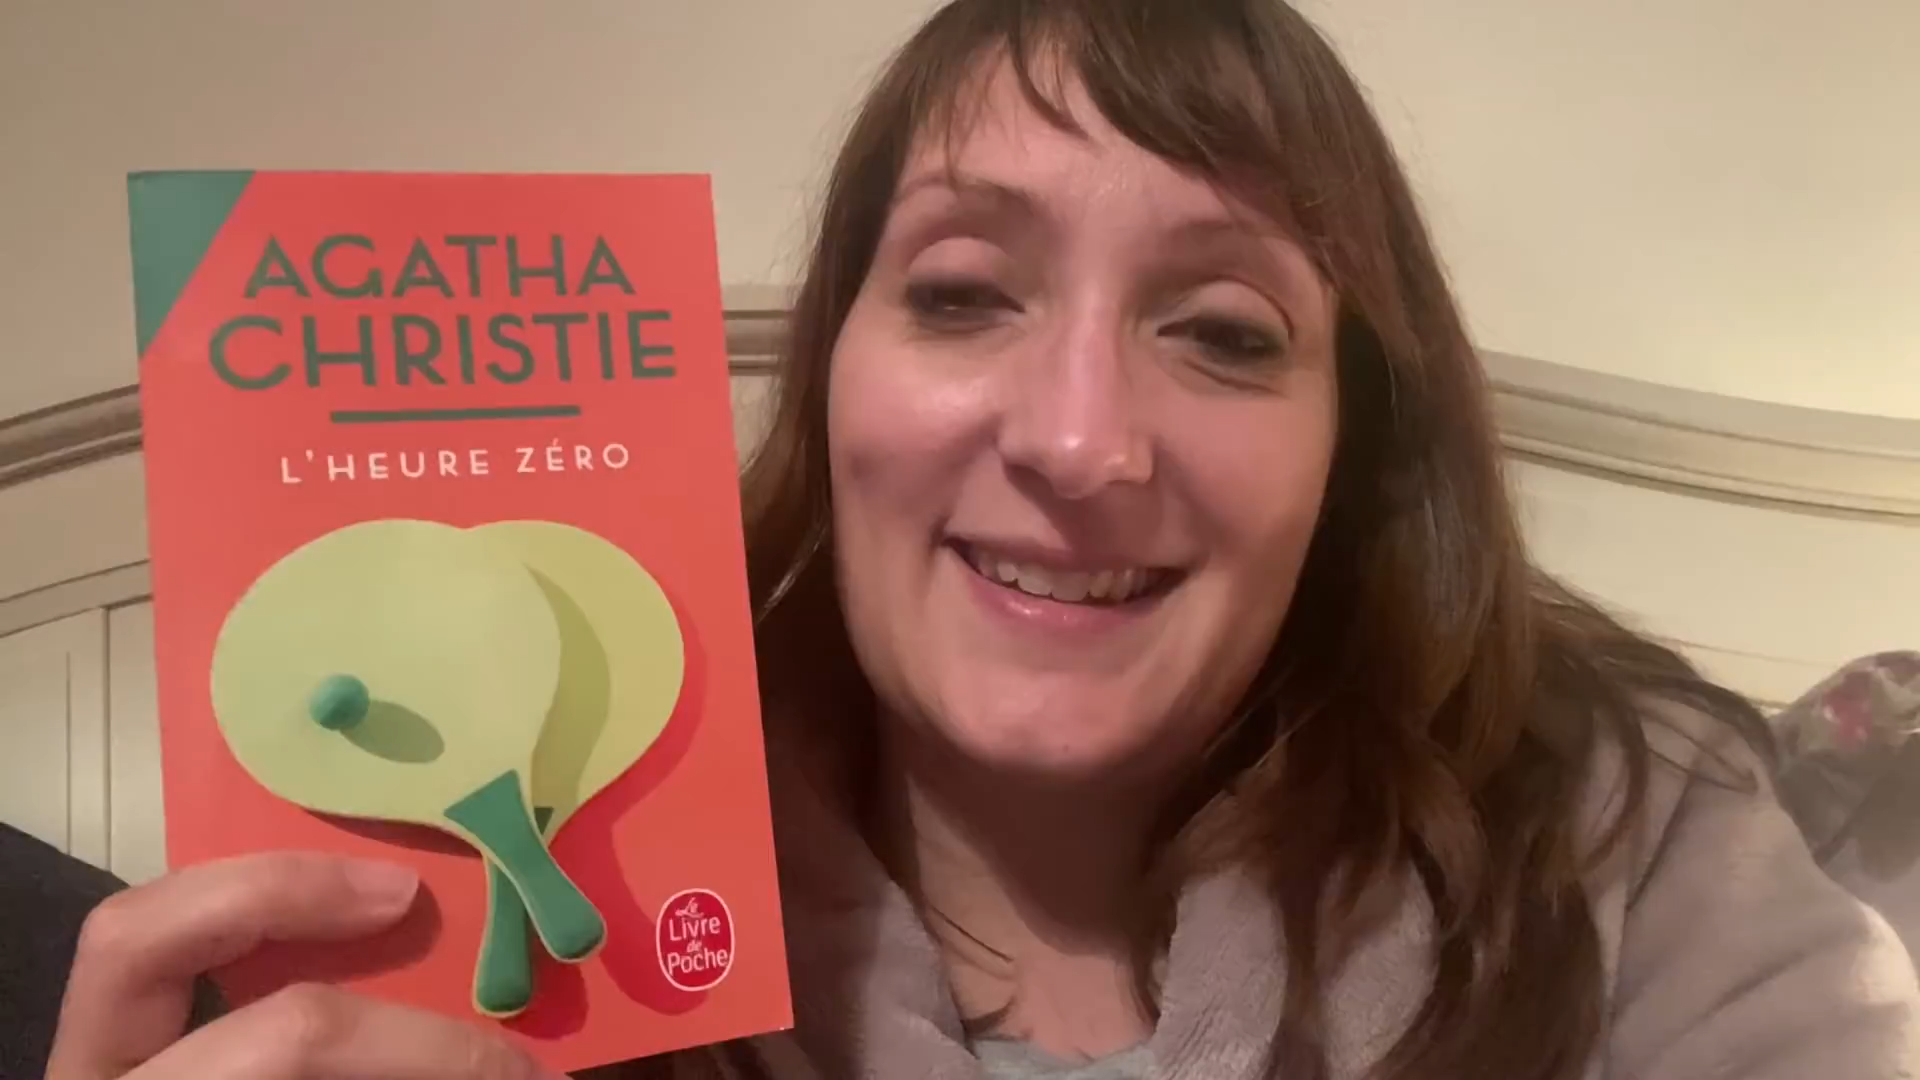 AGATHA
CHRISTIE
L'HEURE ZÉRO
Le
Livre
de
Poche